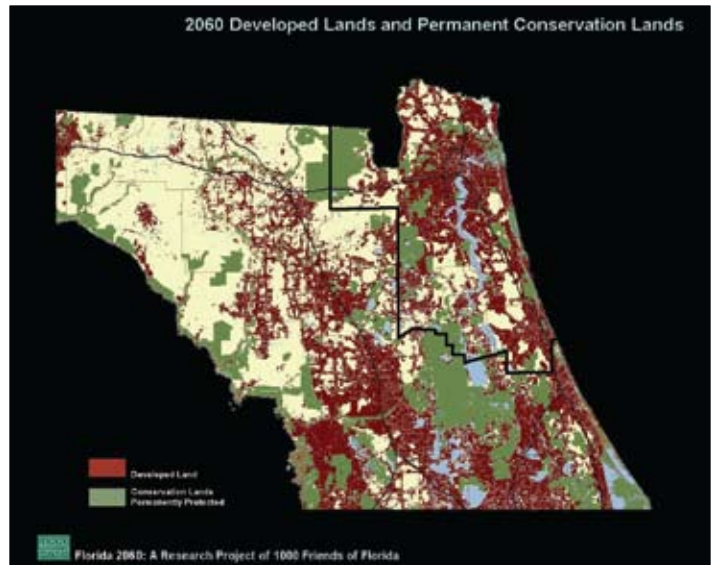 2060 Developed Lands and Permanent Conservation Lands
Developed Land
Conservation Lands
Permanently Protected
Florida 2060: A Research Project of 1000 Friends of Florida